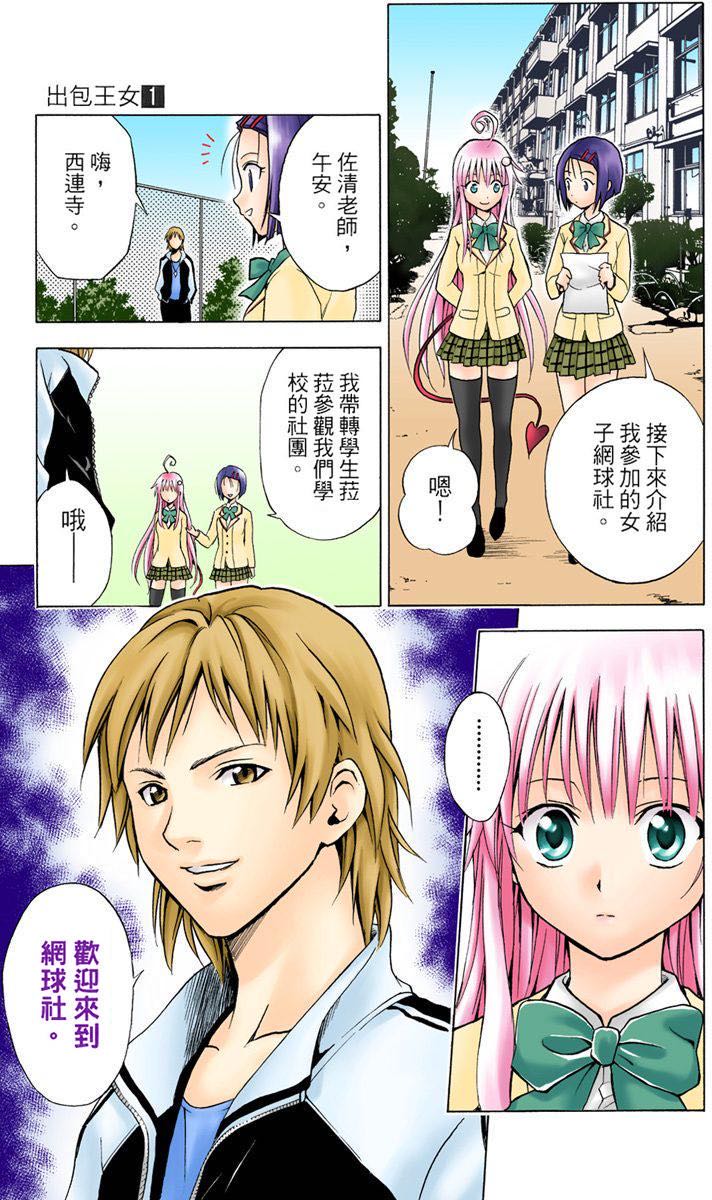 出包王女1
接下來介紹
我參加的女
子網球社。
嗯！
佐清老師，
午安。
嗨，
西連寺。
我帶轉學生菈
菈參觀我們學
校的社團。
哦——
………
歡迎來到
網球社。